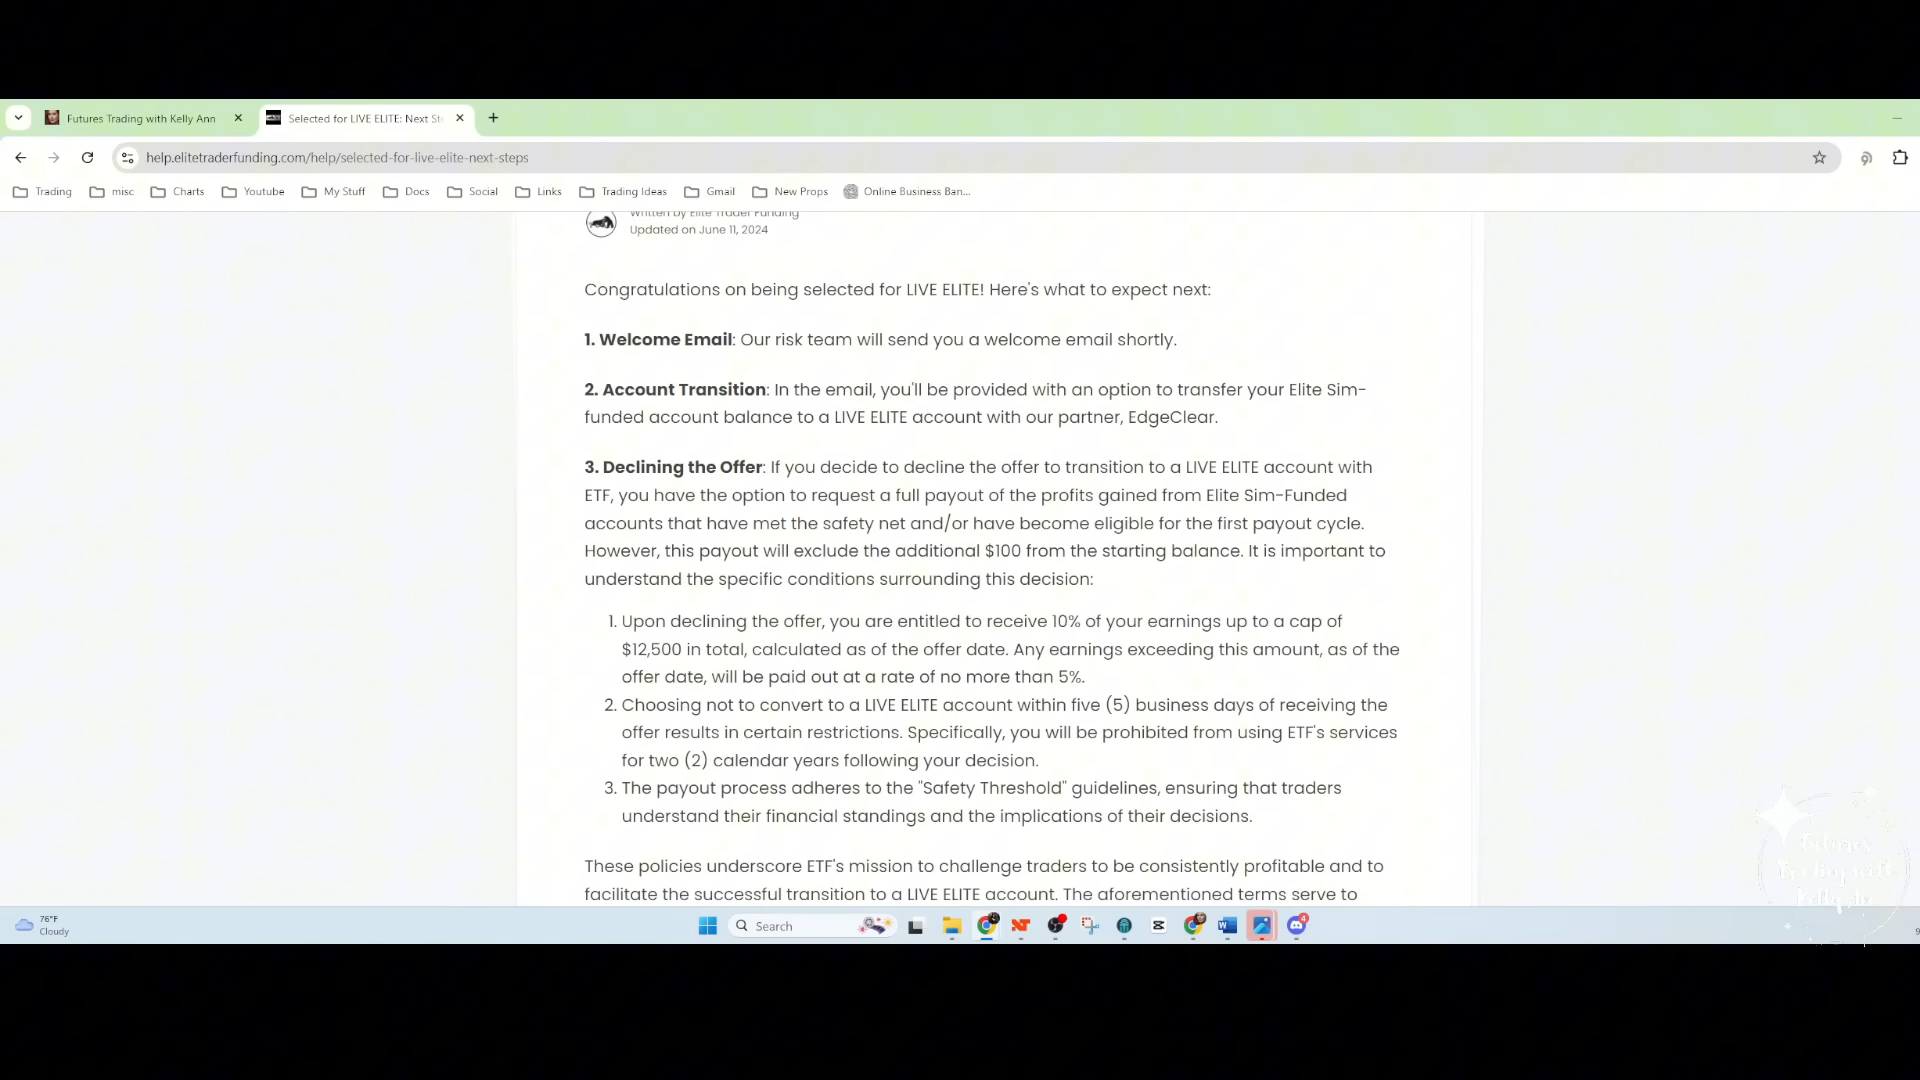 Futures Trading with Kelly Ann
Selected for LIVE ELITE: Next St
help.elitetraderfunding.com/help/selected-for-live-elite-next-steps
Trading misc Charts Youtube My Stuff Docs Social Links Trading Ideas Gmail New Props Online Business Ban...
Written by Elite Trader Funding
Updated on June 11, 2024
Congratulations on being selected for LIVE ELITE! Here's what to expect next:
1. Welcome Email: Our risk team will send you a welcome email shortly.
2. Account Transition: In the email, you'll be provided with an option to transfer your Elite Sim-
funded account balance to a LIVE ELITE account with our partner, EdgeClear.
3. Declining the Offer: If you decide to decline the offer to transition to a LIVE ELITE account with
ETF, you have the option to request a full payout of the profits gained from Elite Sim-Funded
accounts that have met the safety net and/or have become eligible for the first payout cycle.
However, this payout will exclude the additional $100 from the starting balance. It is important to
understand the specific conditions surrounding this decision:
1. Upon declining the offer, you are entitled to receive 10% of your earnings up to a cap of
$12,500 in total, calculated as of the offer date. Any earnings exceeding this amount, as of the
offer date, will be paid out at a rate of no more than 5%.
2. Choosing not to convert to a LIVE ELITE account within five (5) business days of receiving the
offer results in certain restrictions. Specifically, you will be prohibited from using ETF's services
for two (2) calendar years following your decision.
3. The payout process adheres to the "Safety Threshold" guidelines, ensuring that traders
understand their financial standings and the implications of their decisions.
These policies underscore ETF's mission to challenge traders to be consistently profitable and to
facilitate the successful transition to a LIVE ELITE account. The aforementioned terms serve to
Futures
Trading with
Kelly Ann
76°F
Cloudy
Search
4
9